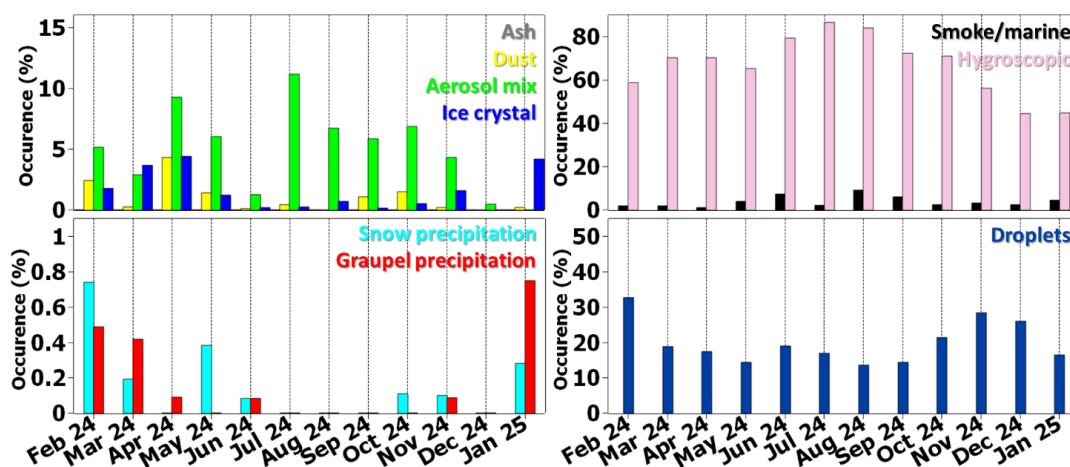 Occurence (%)
15
10
5
0
Ash
Dust
Aerosol mix
Ice crystal
Occurence (%)
80
60
40
20
0
Smoke/marine
Hygroscopic
Occurence (%)
1
0.8
0.6
0.4
0.2
0
Snow precipitation
Graupel precipitation
Feb 24
Mar 24
Apr 24
May 24
Jun 24
Jul 24
Aug 24
Sep 24
Oct 24
Nov 24
Dec 24
Jan 25
Occurence (%)
50
40
30
20
10
0
Droplets
Feb 24
Mar 24
Apr 24
May 24
Jun 24
Jul 24
Aug 24
Sep 24
Oct 24
Nov 24
Dec 24
Jan 25